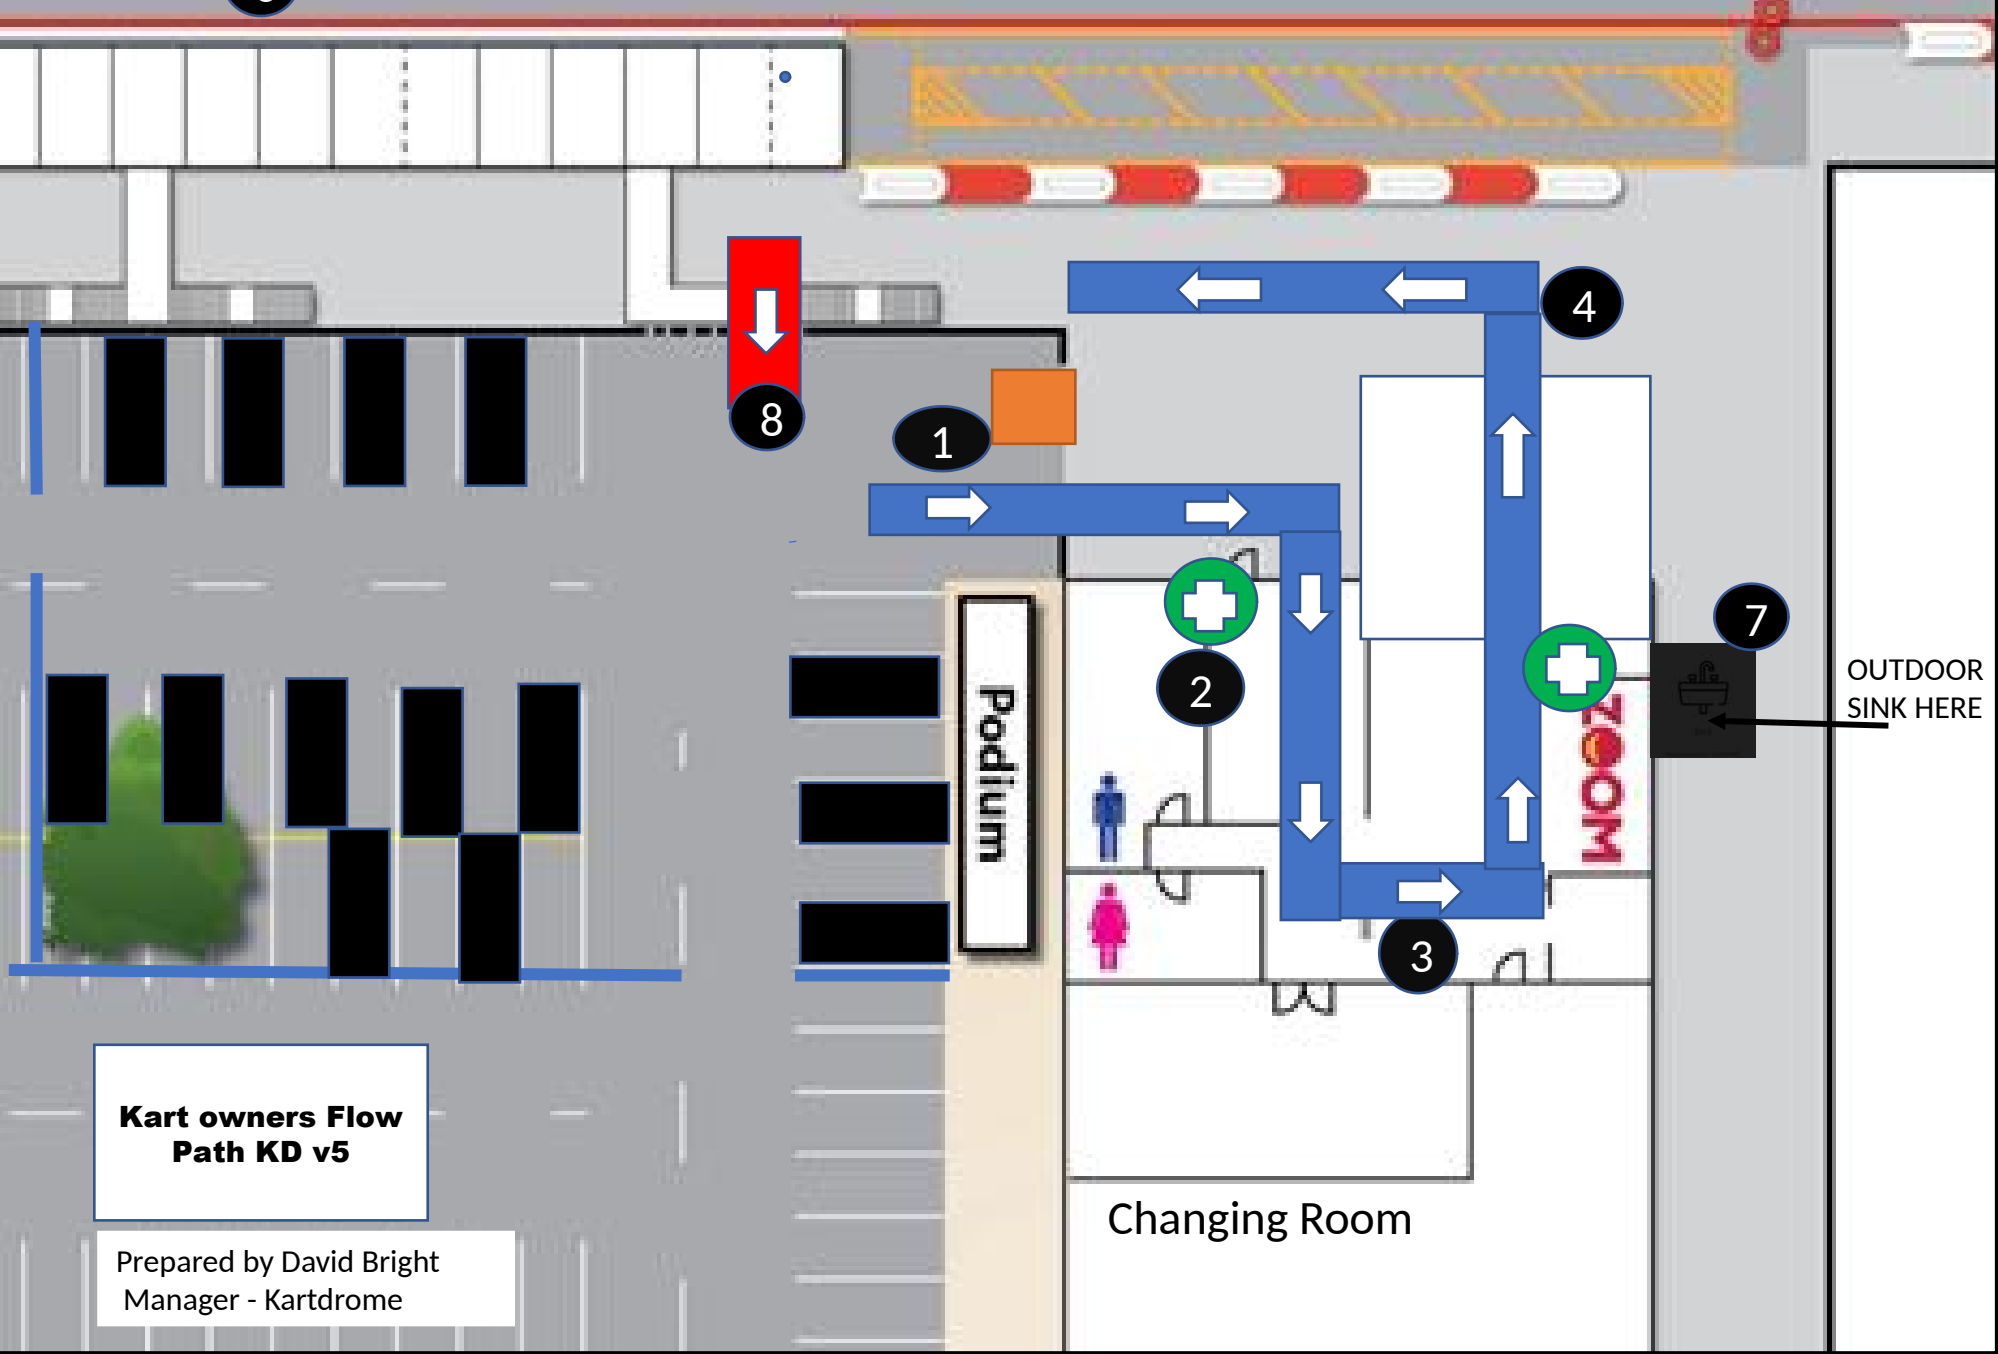 8
1
4
2
7
OUTDOOR
SINK HERE
Podium
ZOOM
3
Kart owners Flow
Path KD v5
Changing Room
Prepared by David Bright
Manager - Kartdrome